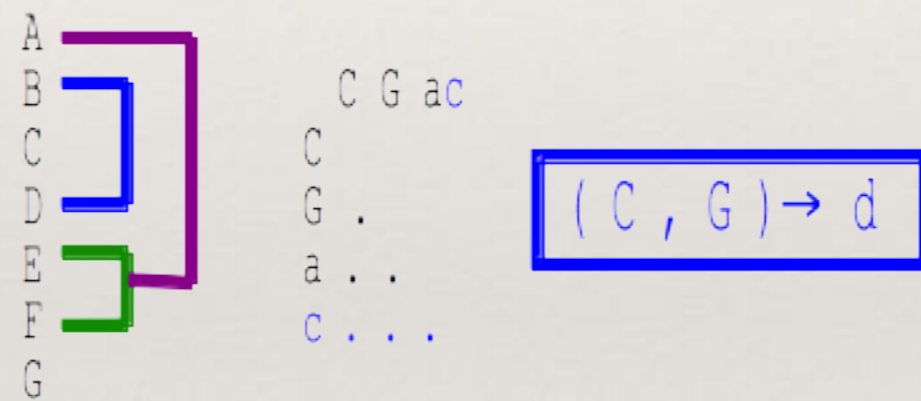 A
B
C
D
E
F
G
C G ac
C
G .
a . .
c . . .
( C , G )→ d